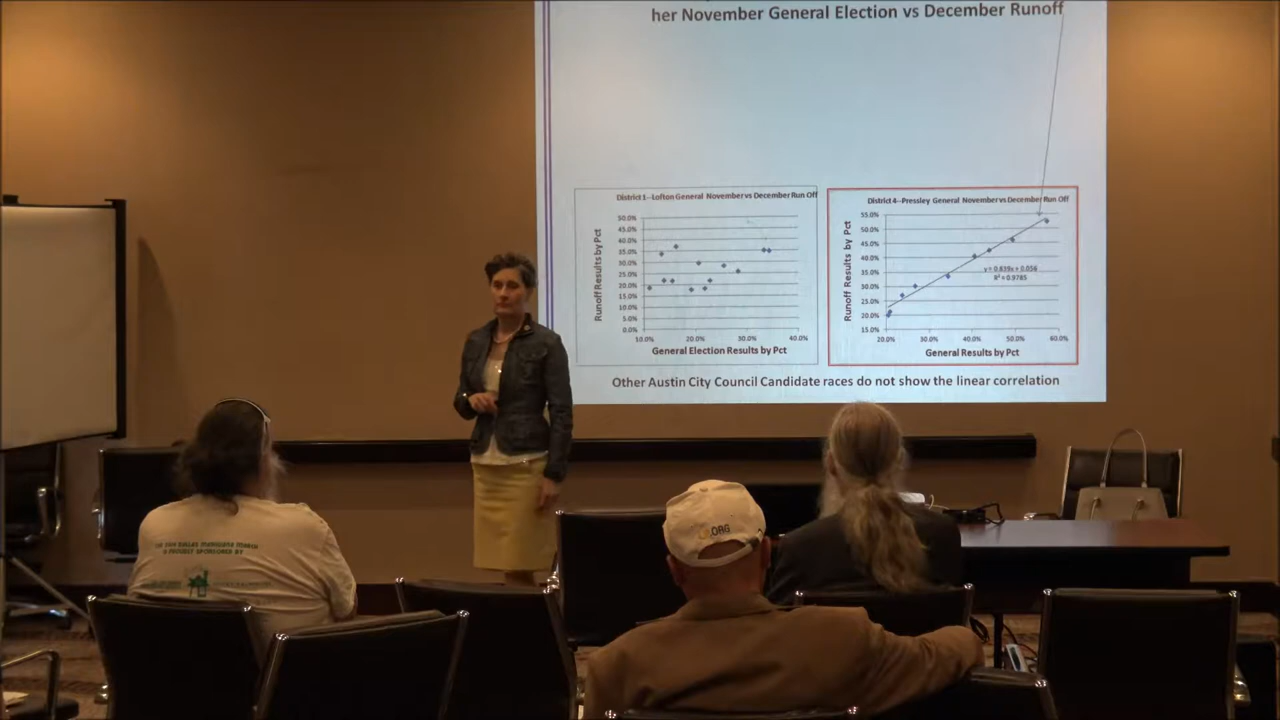 her November General Election vs December Runoff
District 1--Lofton General November vs December Run Off
50.0%
45.0%
40.0%
35.0%
30.0%
25.0%
20.0%
15.0%
10.0%
5.0%
0.0%
10.0%
20.0%
30.0%
40.0%
Runoff Results by Pct
General Election Results by Pct
District 4--Pressley General November vs December Run Off
55.0%
50.0%
45.0%
40.0%
35.0%
30.0%
25.0%
20.0%
15.0%
20.0%
30.0%
40.0%
50.0%
60.0%
Runoff Results by Pct
General Results by Pct
y = 0.839x + 0.056
R² = 0.9785
Other Austin City Council Candidate races do not show the linear correlation
.ORG
MARIJUANA MARCH
PROUDLY SPONSORED BY